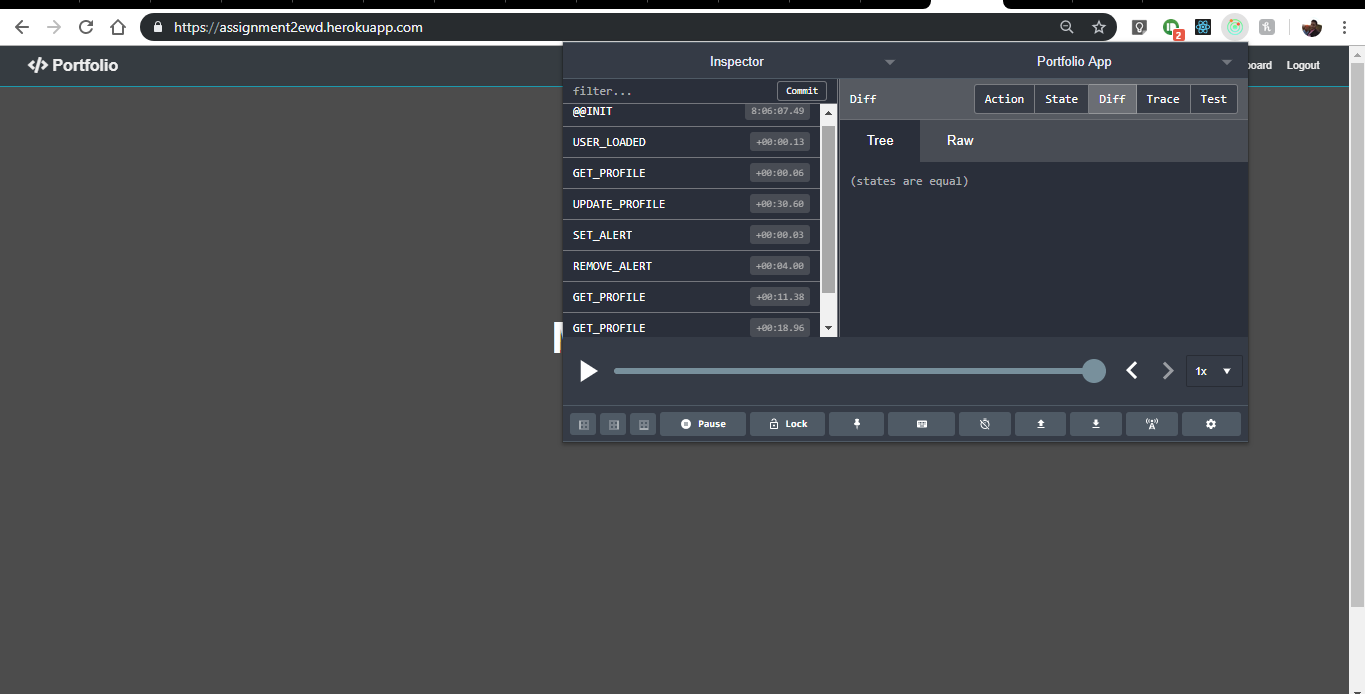 https://assignment2ewd.herokuapp.com
2
</> Portfolio
Inspector
Portfolio App
board Logout
filter...
Commit
Diff
Action State Diff Trace Test
@@INIT 8:06:07.49
Tree Raw
USER_LOADED +00:00.13
GET_PROFILE +00:00.06
(states are equal)
UPDATE_PROFILE +00:30.60
SET_ALERT +00:00.03
REMOVE_ALERT +00:04.00
GET_PROFILE +00:11.38
GET_PROFILE +00:18.96
1x
Pause Lock